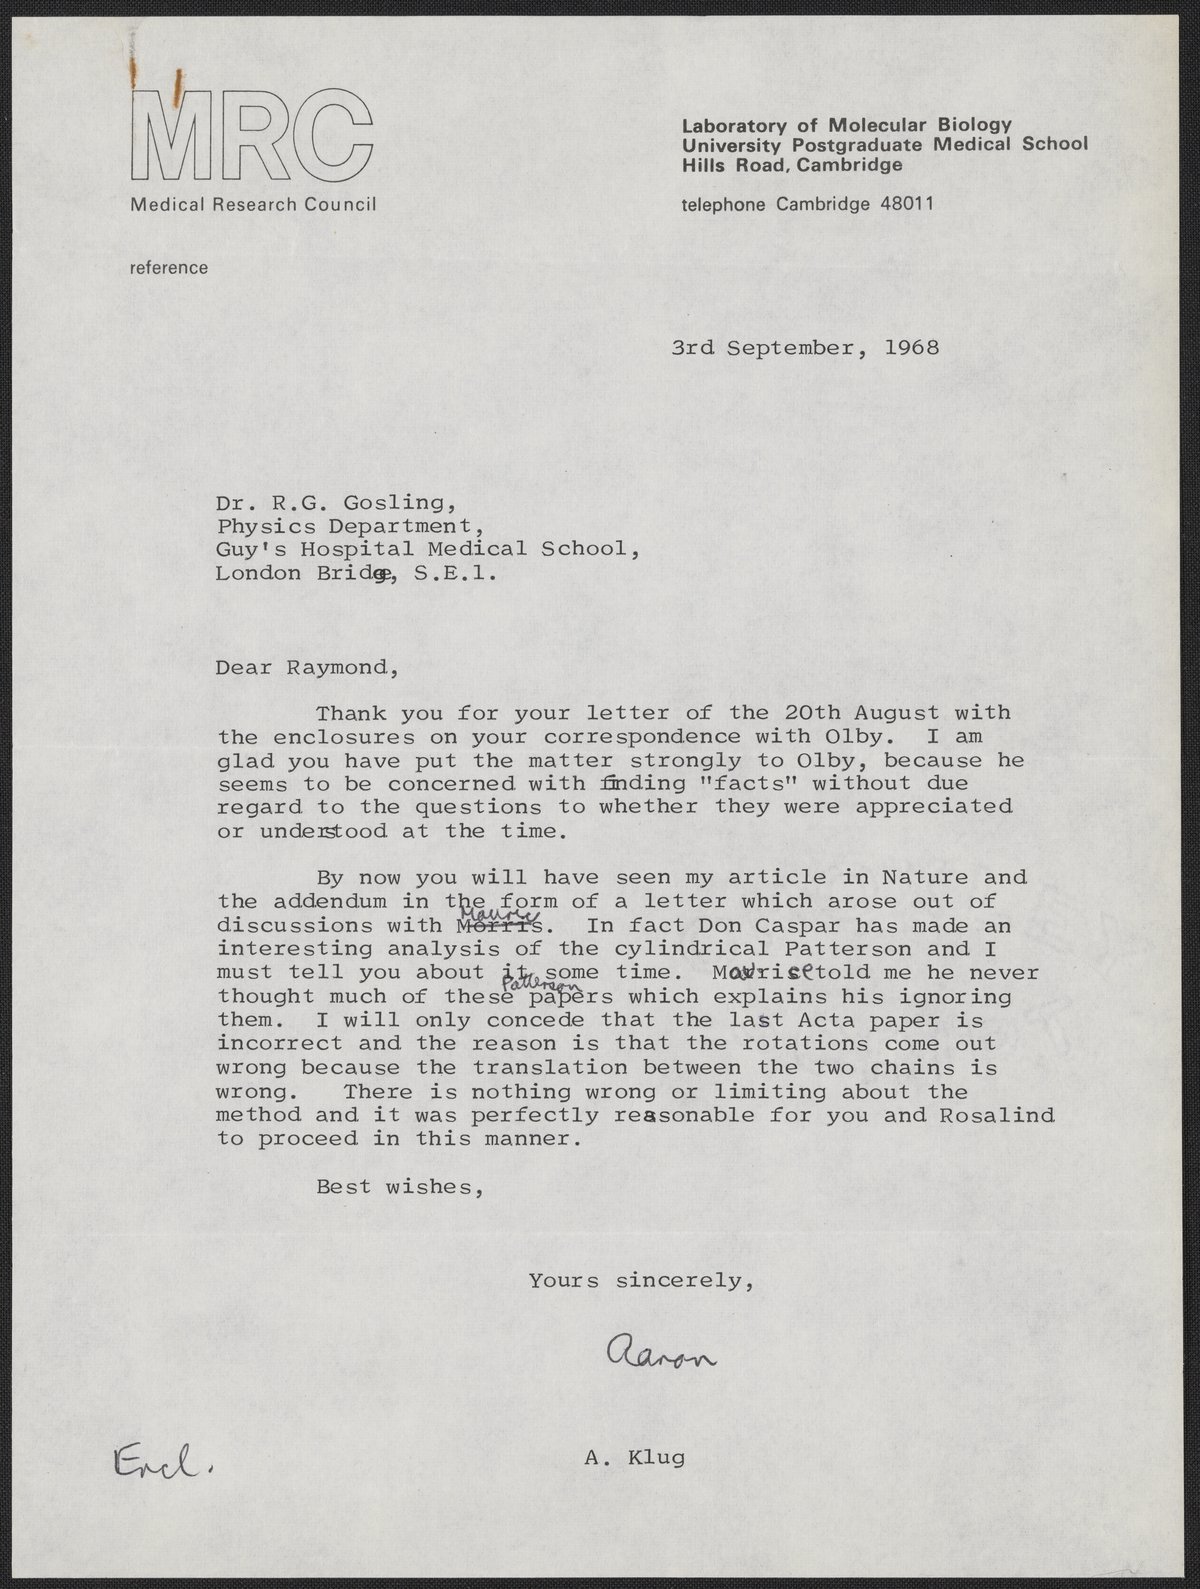 MRC
Medical Research Council
Laboratory of Molecular Biology
University Postgraduate Medical School
Hills Road, Cambridge
telephone Cambridge 48011
reference
3rd September, 1968
Dr. R.G. Gosling,
Physics Department,
Guy's Hospital Medical School,
London Bridge, S.E.1.
Dear Raymond,
Thank you for your letter of the 20th August with
the enclosures on your correspondence with Olby. I am
glad you have put the matter strongly to Olby, because he
seems to be concerned with finding "facts" without due
regard to the questions to whether they were appreciated
or understood at the time.
By now you will have seen my article in Nature and
the addendum in the form of a letter which arose out of
Maurice
discussions with Morris. In fact Don Caspar has made an
interesting analysis of the cylindrical Patterson and I
must tell you about it some time. Maurice told me he never
Patterson
thought much of these papers which explains his ignoring
them. I will only concede that the last Acta paper is
incorrect and the reason is that the rotations come out
wrong because the translation between the two chains is
wrong. There is nothing wrong or limiting about the
method and it was perfectly reasonable for you and Rosalind
to proceed in this manner.
Best wishes,
Yours sincerely,
Aaron
A. Klug
Encl.